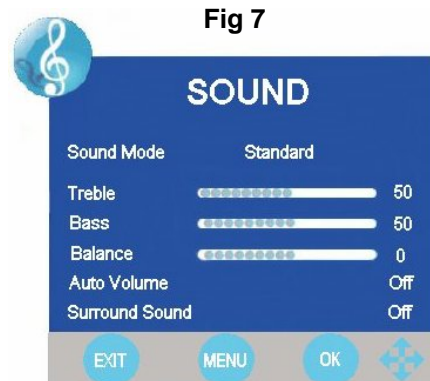 Fig 7
SOUND
Sound Mode Standard
Treble 50
Bass 50
Balance 0
Auto Volume Off
Surround Sound Off
EXIT MENU OK